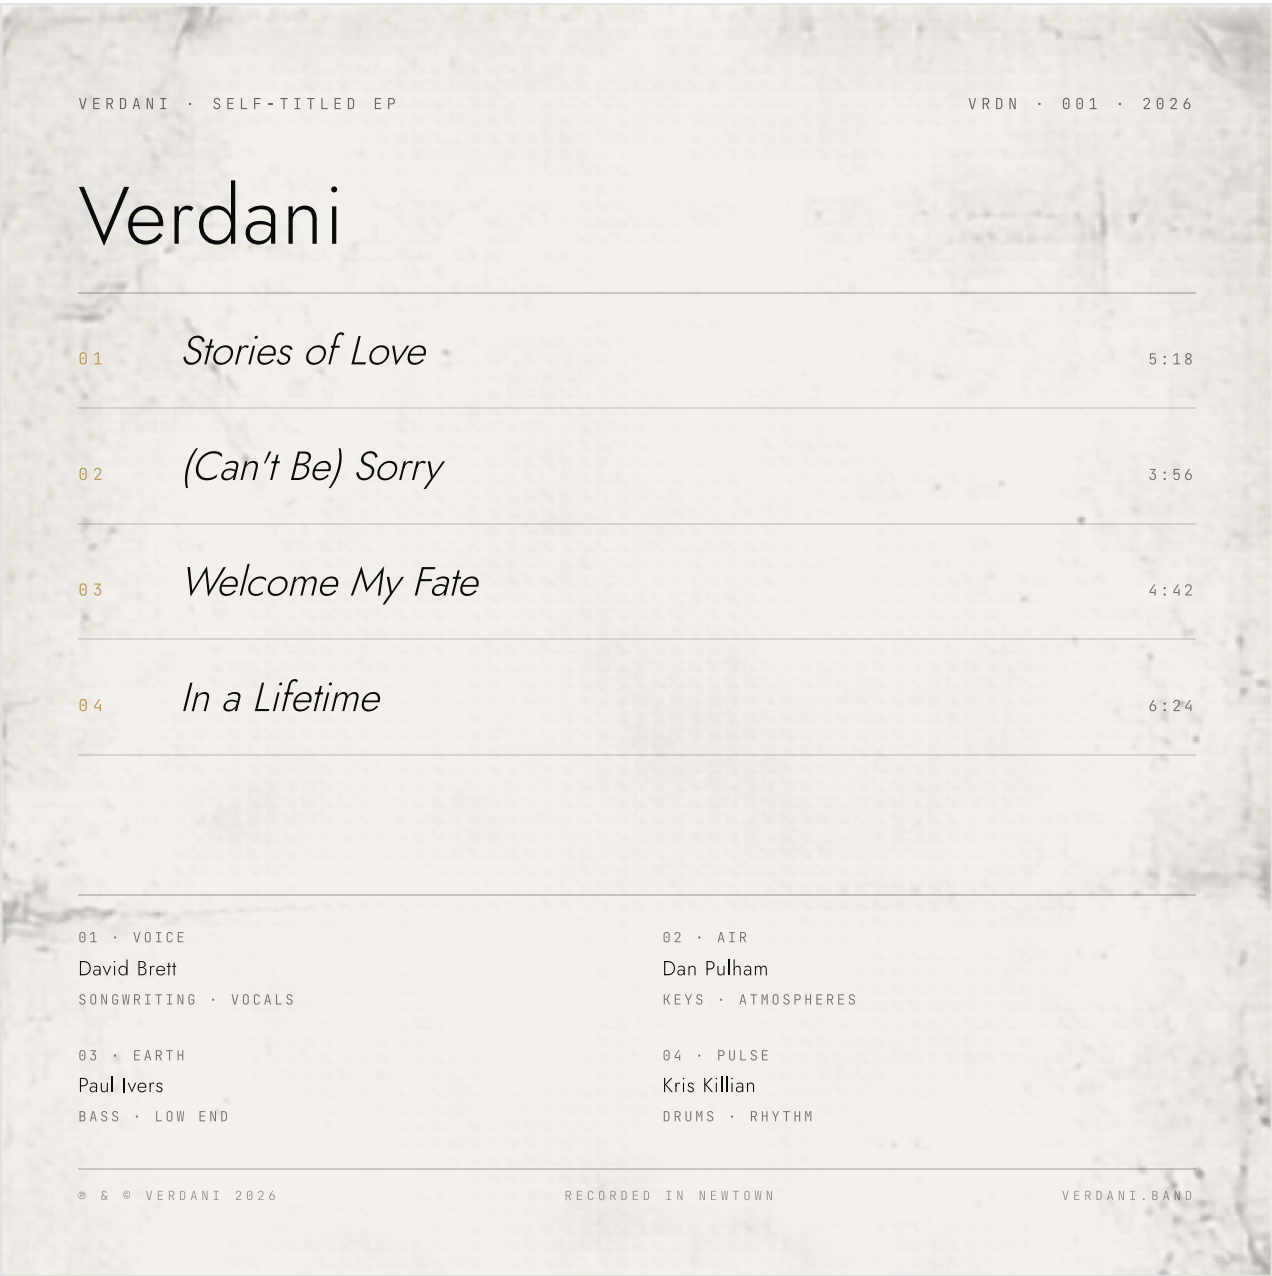 VERDANI · SELF-TITLED EP
VRDN · 001 · 2026
Verdani
01 Stories of Love 5:18
02 (Can't Be) Sorry 3:56
03 Welcome My Fate 4:42
04 In a Lifetime 6:24
01 · VOICE
David Brett
SONGWRITING · VOCALS
02 · AIR
Dan Pulham
KEYS · ATMOSPHERES
03 · EARTH
Paul Ivers
BASS · LOW END
04 · PULSE
Kris Killian
DRUMS · RHYTHM
℗ & © VERDANI 2026
RECORDED IN NEWTOWN
VERDANI.BAND